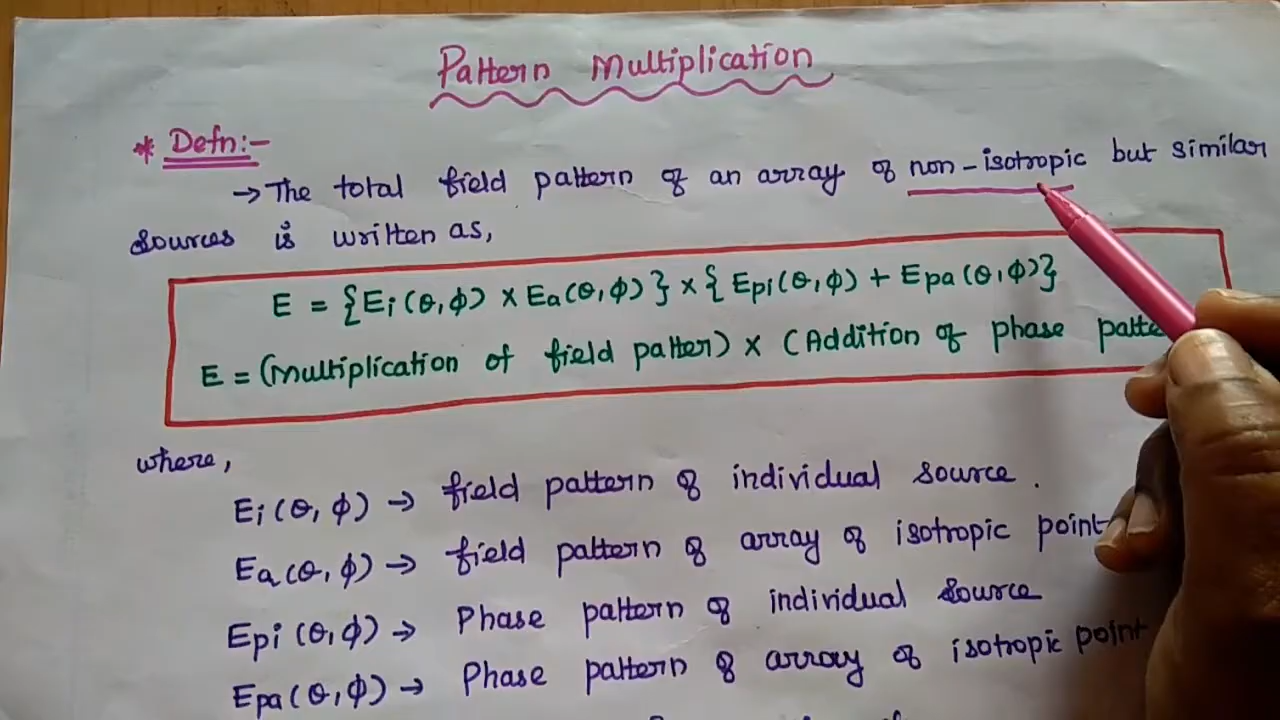 Pattern Multiplication
* Defn:-
→ The total field pattern of an array of non-isotropic but similar
sources is written as,
E = {Ei(θ,ϕ) × Ea(θ,ϕ)} × {Epi(θ,ϕ) + Epa(θ,ϕ)}
E = (Multiplication of field patter) × (Addition of phase
where,
Ei(θ,ϕ) → field pattern of individual source.
Ea(θ,ϕ) → field pattern of array of isotropic point
Epi(θ,ϕ) → Phase pattern of individual source
Epa(θ,ϕ) → Phase pattern of array of isotropic point